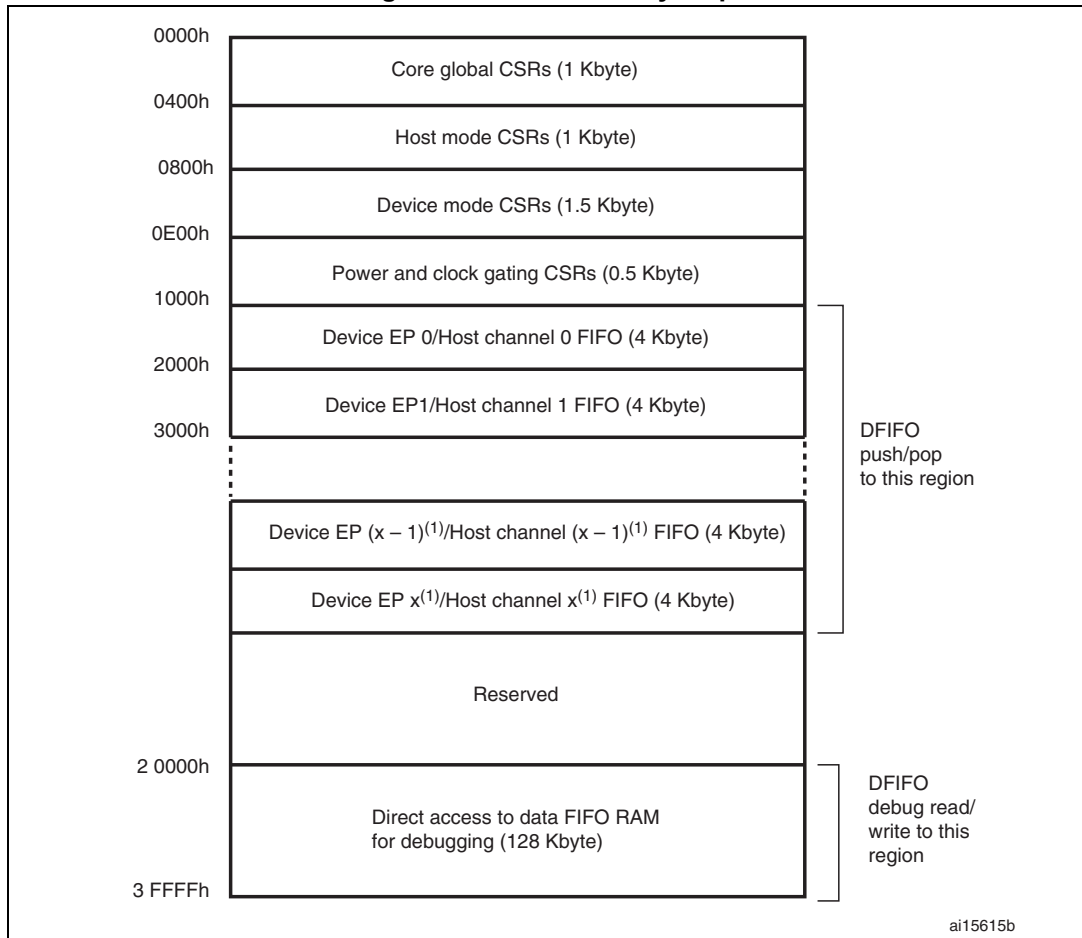 0000h
Core global CSRs (1 Kbyte)
0400h
Host mode CSRs (1 Kbyte)
0800h
Device mode CSRs (1.5 Kbyte)
0E00h
Power and clock gating CSRs (0.5 Kbyte)
1000h
Device EP 0/Host channel 0 FIFO (4 Kbyte)
2000h
Device EP1/Host channel 1 FIFO (4 Kbyte)
3000h
DFIFO
push/pop
to this region
Device EP (x – 1)(1)/Host channel (x – 1)(1) FIFO (4 Kbyte)
Device EP x(1)/Host channel x(1) FIFO (4 Kbyte)
Reserved
2 0000h
Direct access to data FIFO RAM
for debugging (128 Kbyte)
DFIFO
debug read/
write to this
region
3 FFFFh
ai15615b